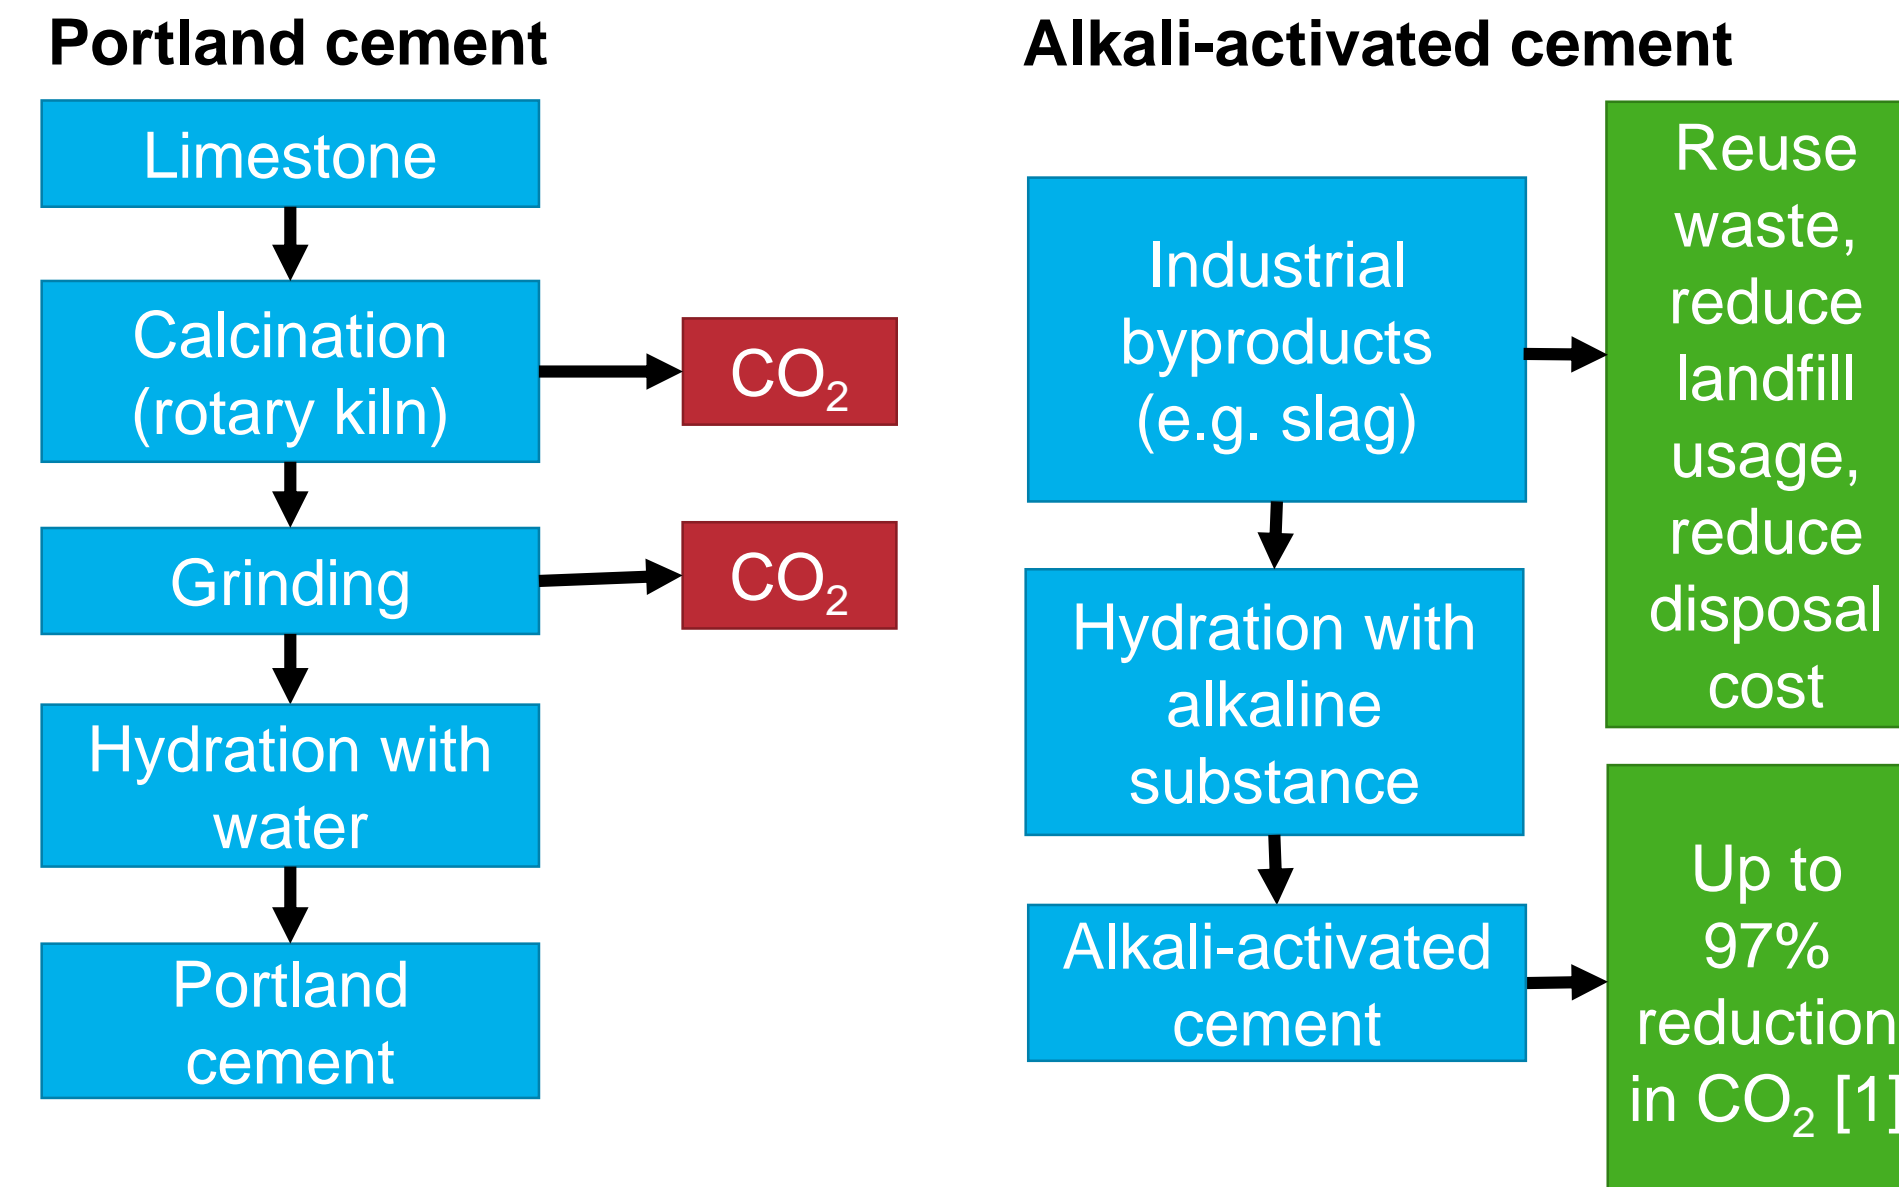 Portland cement
Limestone
Calcination
(rotary kiln)
CO₂
Grinding
CO₂
Hydration with
water
Portland
cement
Alkali-activated cement
Industrial
byproducts
(e.g. slag)
Reuse
waste,
reduce
landfill
usage,
reduce
disposal
cost
Hydration with
alkaline
substance
Alkali-activated
cement
Up to
97%
reduction
in CO₂ [1]